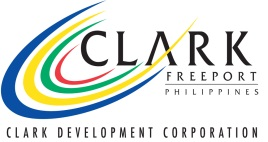 CLARK
FREEPORT
PHILIPPINES
CLARK DEVELOPMENT CORPORATION